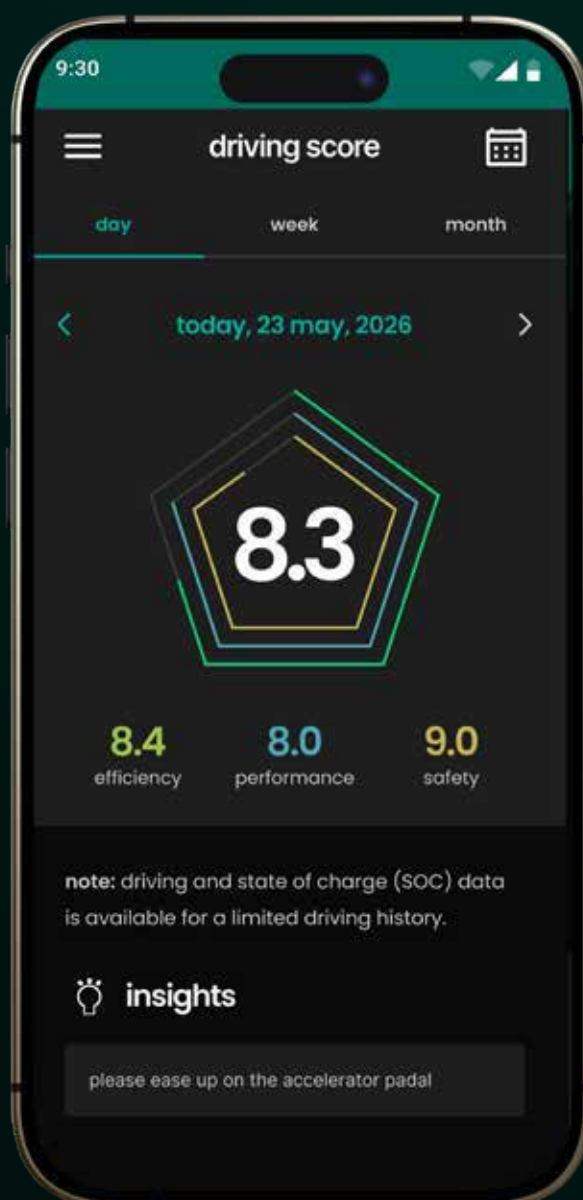 9:30
driving score
day week month
today, 23 may, 2026
8.3
8.4 8.0 9.0
efficiency performance safety
note: driving and state of charge (SOC) data
is available for a limited driving history.
insights
please ease up on the accelerator padal